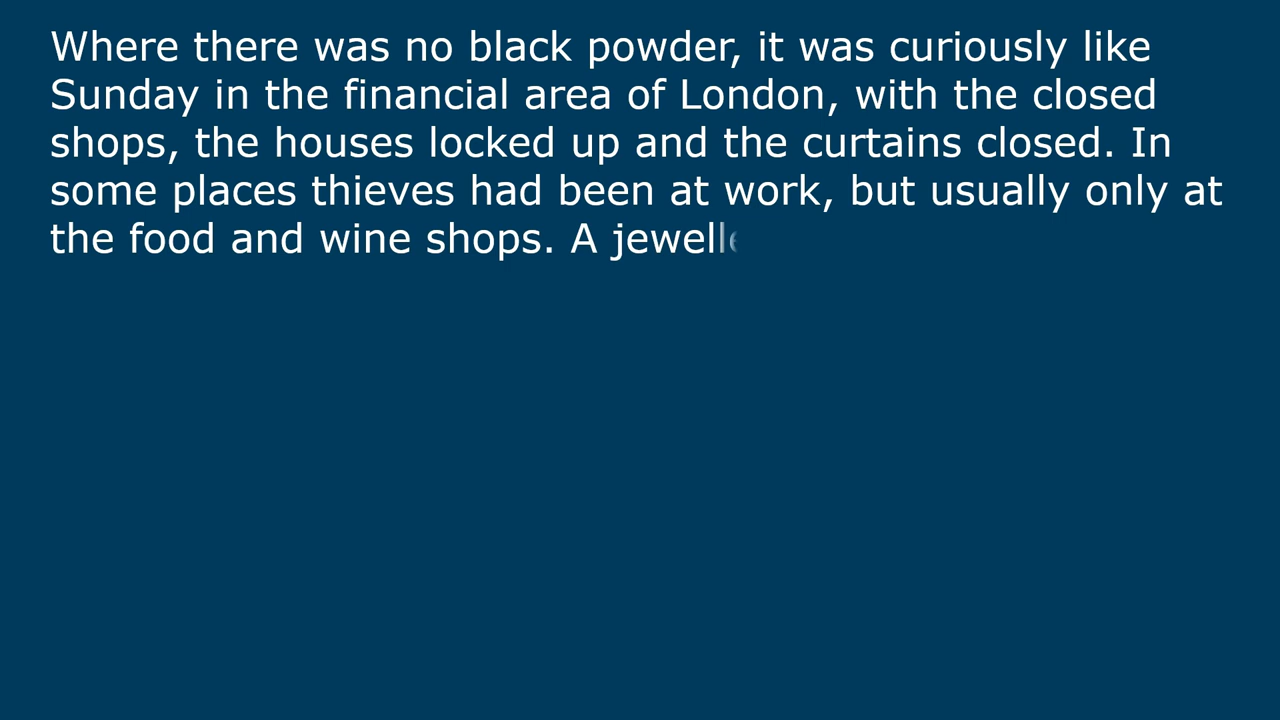 Where there was no black powder, it was curiously like
Sunday in the financial area of London, with the closed
shops, the houses locked up and the curtains closed. In
some places thieves had been at work, but usually only at
the food and wine shops. A